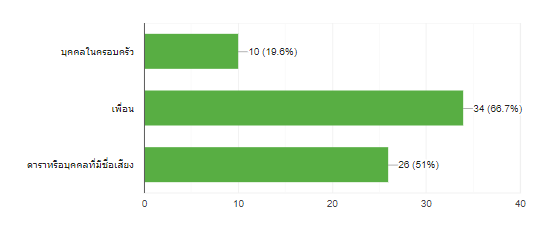 บุคคลในครอบครัว 10 (19.6%)
เพื่อน 34 (66.7%)
ดาราหรือบุคคลที่มีชื่อเสียง 26 (51%)
0 10 20 30 40